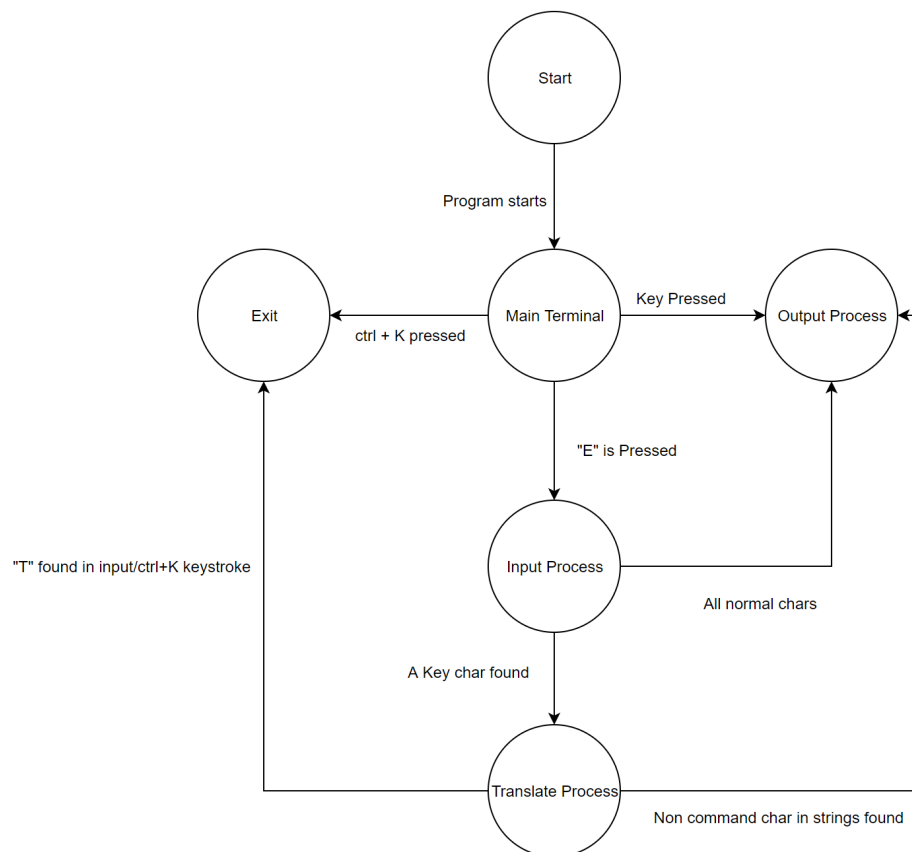 Start
Program starts
Exit
ctrl + K pressed
Main Terminal
Key Pressed
Output Process
"E" is Pressed
"T" found in input/ctrl+K keystroke
Input Process
All normal chars
A Key char found
Translate Process
Non command char in strings found